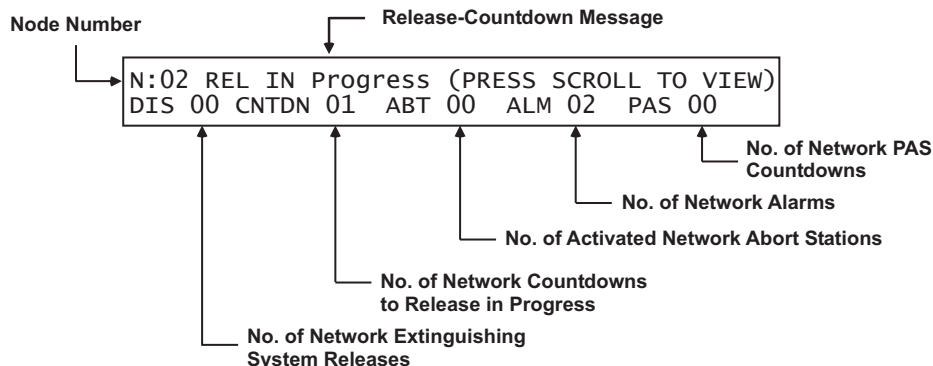 Release-Countdown Message
Node Number
N:02 REL IN Progress (PRESS SCROLL TO VIEW)
DIS 00 CNTDN 01 ABT 00 ALM 02 PAS 00
No. of Network PAS
Countdowns
No. of Network Alarms
No. of Activated Network Abort Stations
No. of Network Countdowns
to Release in Progress
No. of Network Extinguishing
System Releases